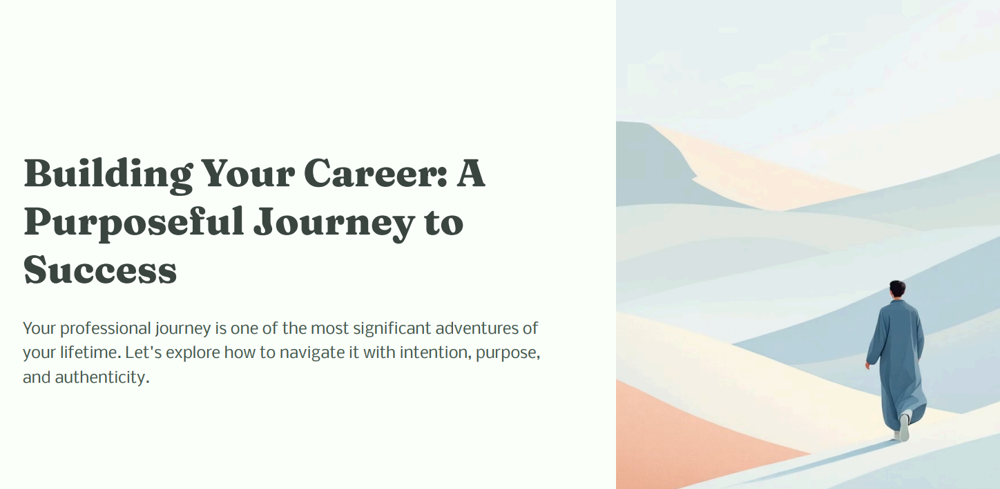 Building Your Career: A
Purposeful Journey to
Success
Your professional journey is one of the most significant adventures of
your lifetime. Let's explore how to navigate it with intention, purpose,
and authenticity.